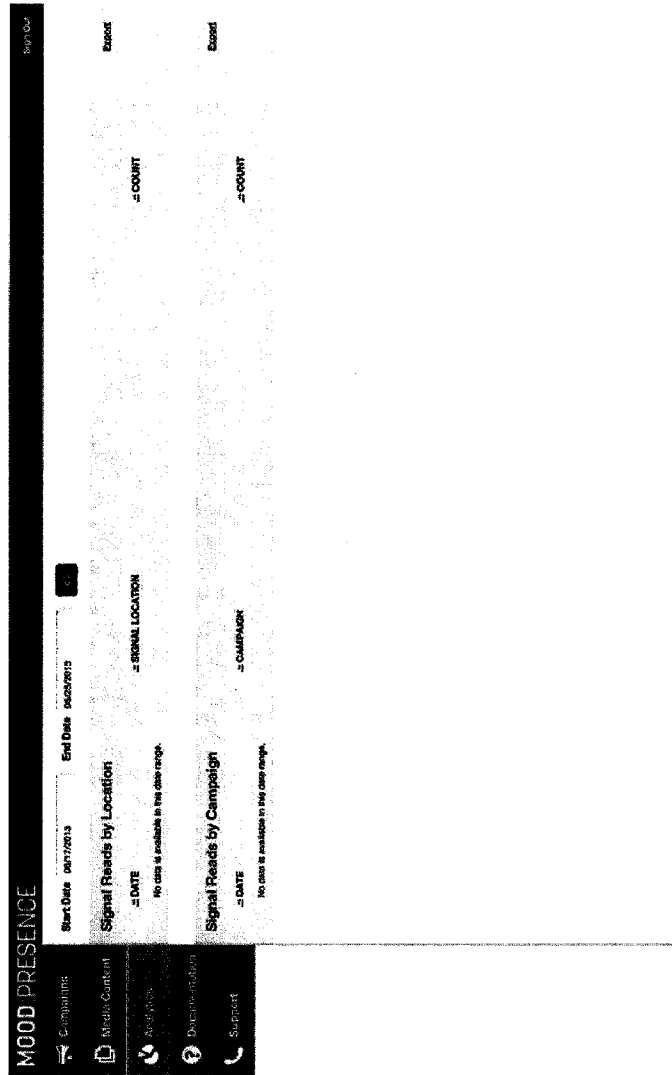 MOOD PRESENCE
Sign Out
Campaigns
Media Content
Analytics
Documentation
Support
Start Date 06/17/2013 End Date 06/25/2013
Signal Reads by Location
Export
DATE SIGNAL LOCATION COUNT
No data is available in this date range.
Signal Reads by Campaign
Export
DATE CAMPAIGN COUNT
No data is available in this date range.